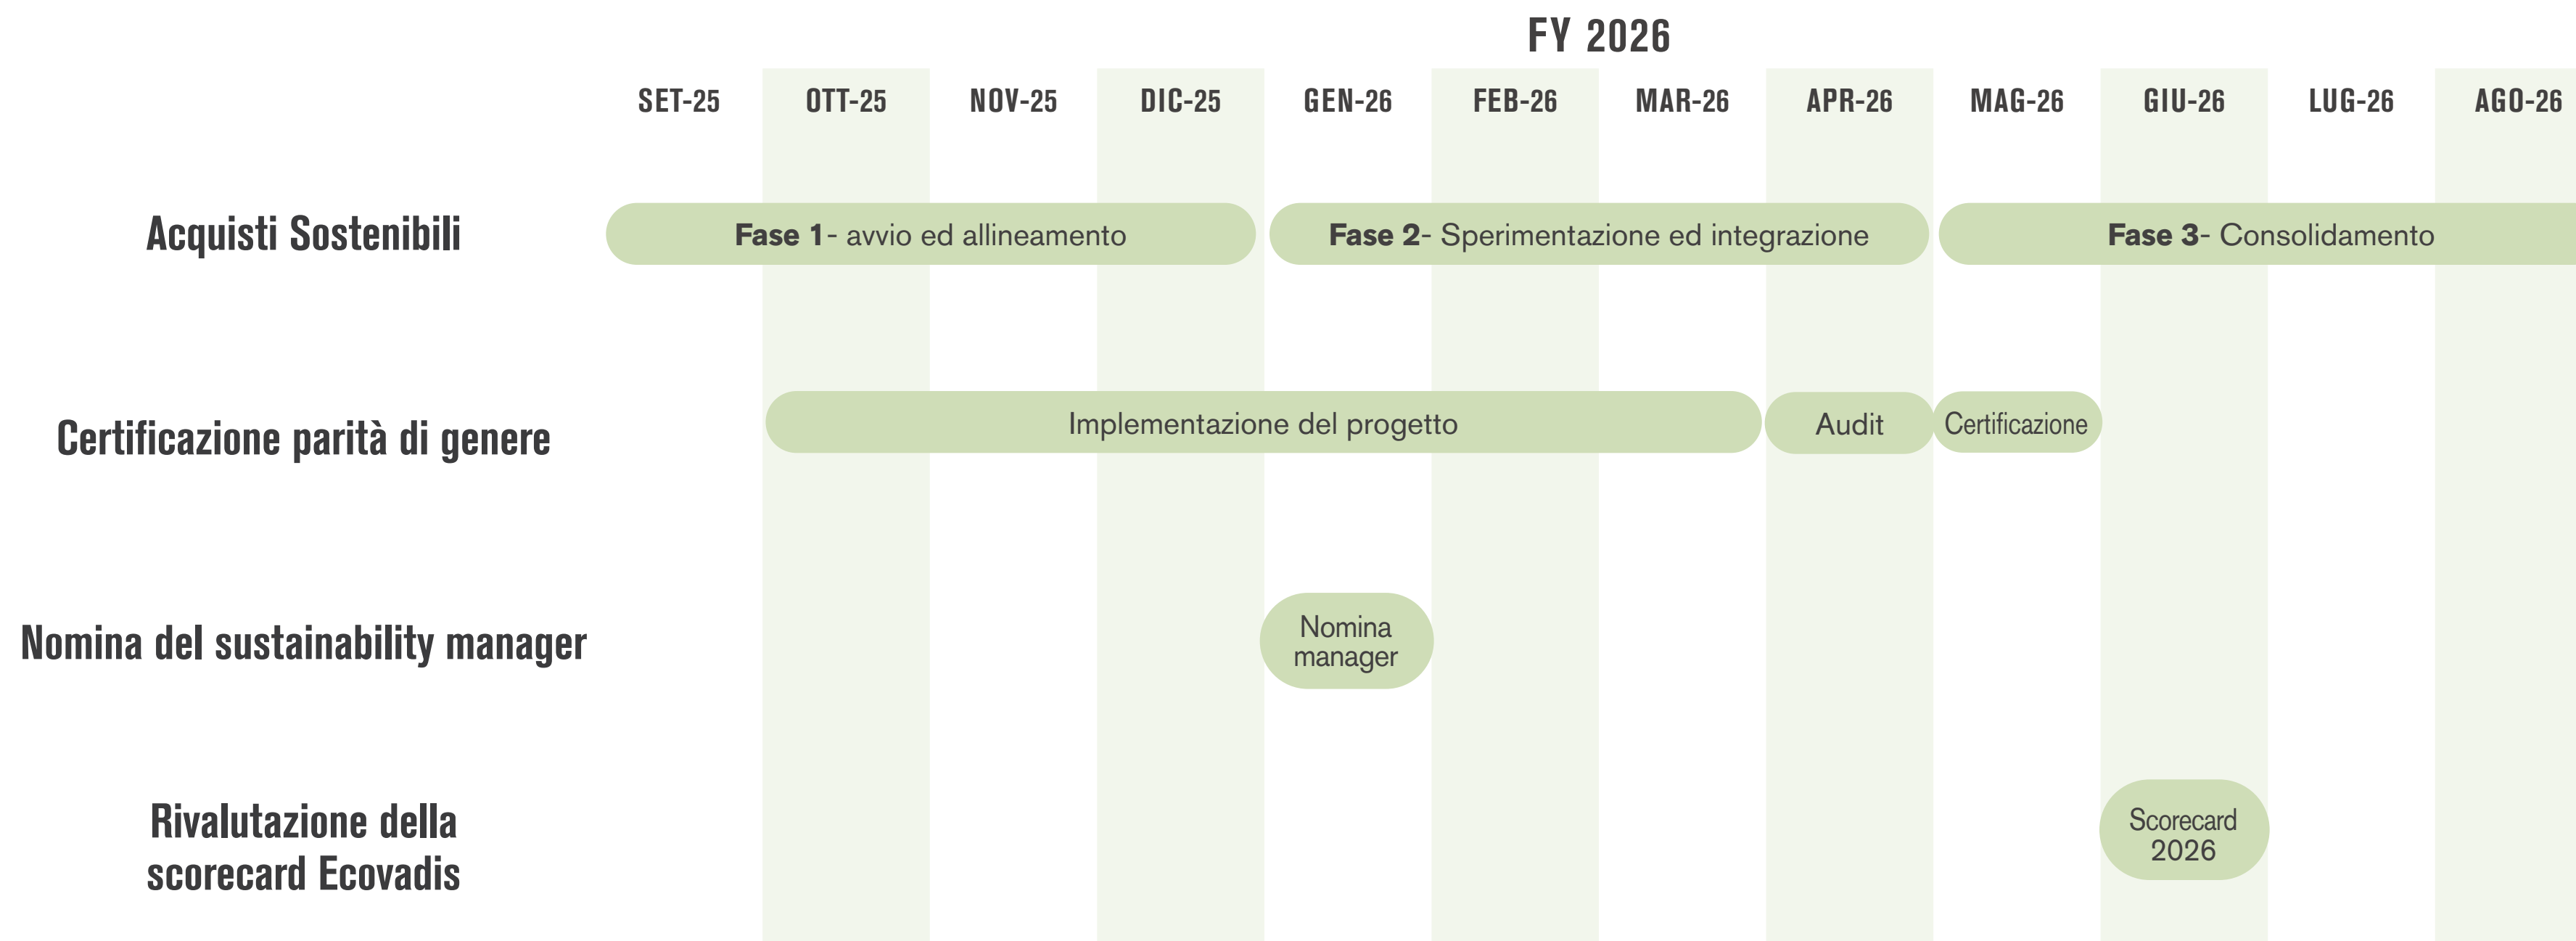 FY 2026
SET-25 OTT-25 NOV-25 DIC-25 GEN-26 FEB-26 MAR-26 APR-26 MAG-26 GIU-26 LUG-26 AGO-26
Acquisti Sostenibili
Fase 1- avvio ed allineamento
Fase 2- Sperimentazione ed integrazione
Fase 3- Consolidamento
Certificazione parità di genere
Implementazione del progetto
Audit
Certificazione
Nomina del sustainability manager
Nomina
manager
Rivalutazione della
scorecard Ecovadis
Scorecard
2026